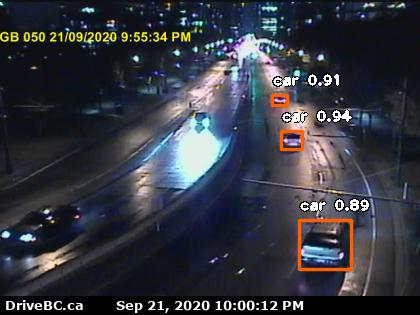 GB 050 21/09/2020 9:55:34 PM
car 0.91
car 0.94
car 0.89
DriveBC.ca Sep 21, 2020 10:00:12 PM